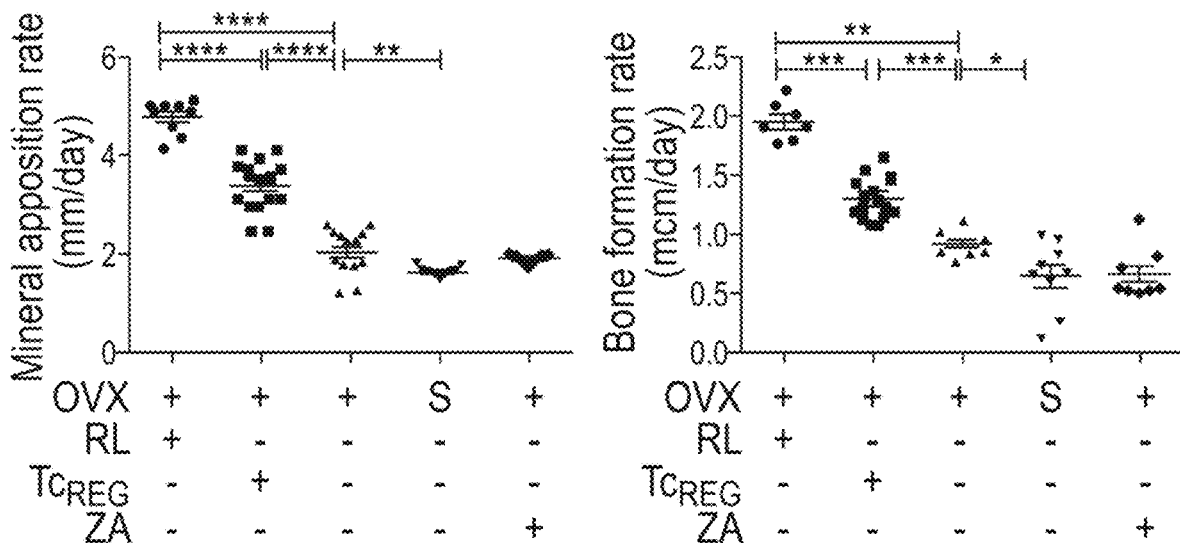 ****
**** **** **
Mineral apposition rate
(mm/day)
6
4
2
0
OVX + + + S +
RL + - - - -
TcREG - + - - -
ZA - - - - +
**
*** *** *
Bone formation rate
(mcm/day)
2.5
2.0
1.5
1.0
0.5
0.0
OVX + + + S +
RL + - - - -
TcREG - + - - -
ZA - - - - +